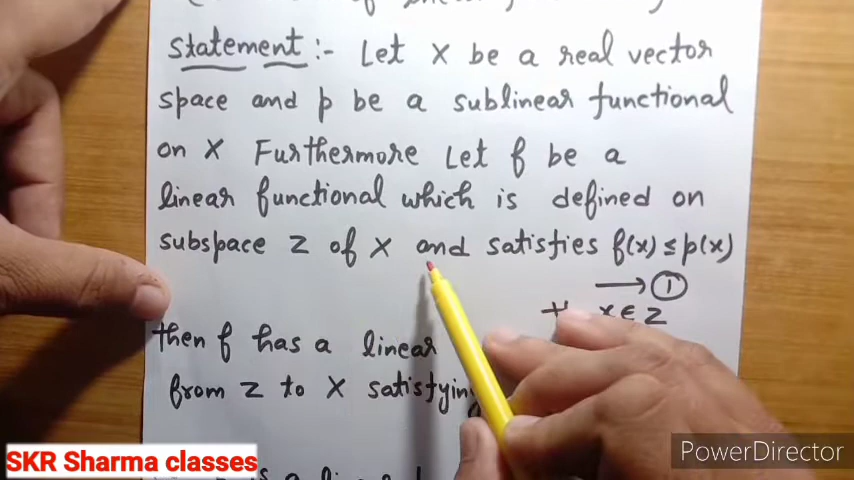 statement :- Let X be a real vector
space and p be a sublinear functional
on X Furthermore Let f be a
linear functional which is defined on
subspace Z of X and satisfies f(x) ≤ p(x)
⟶ ①
∀ x ∈ Z
then f has a linear
from Z to X satisfying
SKR Sharma classes
PowerDirector